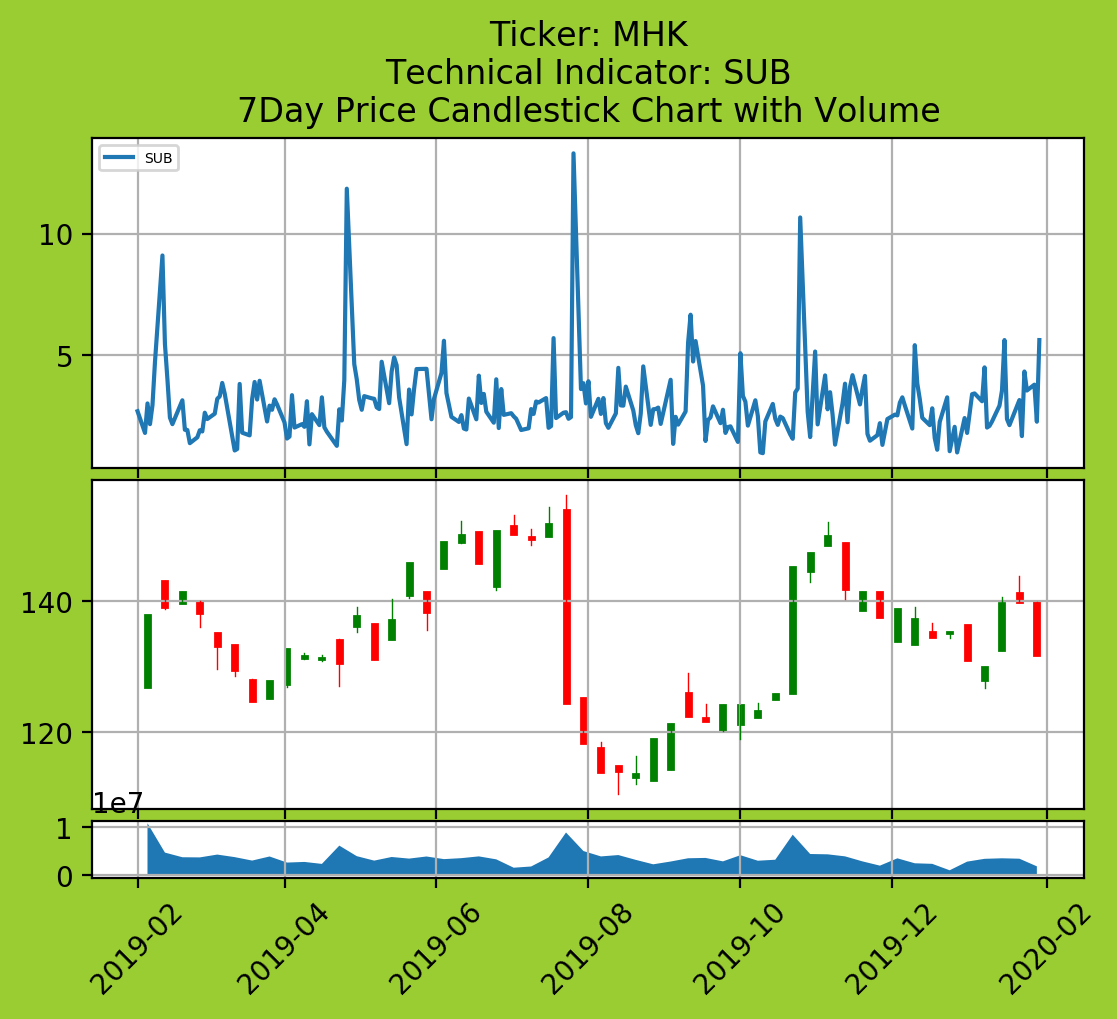 Ticker: MHK
Technical Indicator: SUB
7Day Price Candlestick Chart with Volume
SUB
10
5
140
120
1e7
1
0
2019-02
2019-04
2019-06
2019-08
2019-10
2019-12
2020-02